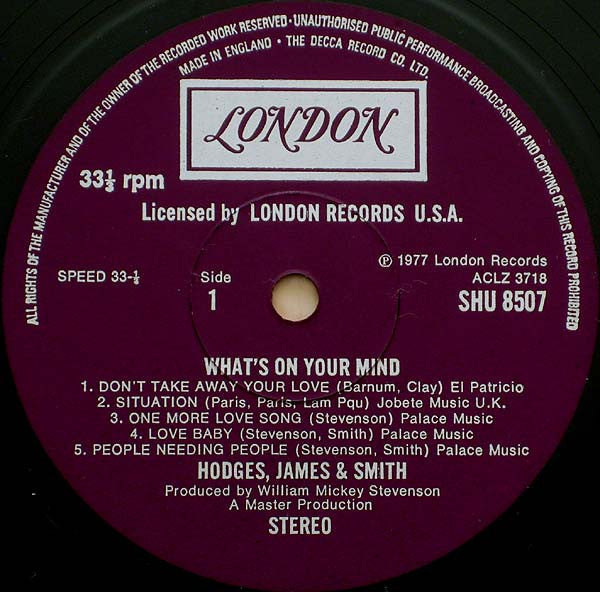 ALL RIGHTS OF THE MANUFACTURER AND OF THE OWNER OF THE RECORDED WORK RESERVED · UNAUTHORISED PUBLIC PERFORMANCE BROADCASTING AND COPYING OF THIS RECORD PROHIBITED
MADE IN ENGLAND · THE DECCA RECORD CO. LTD.
LONDON
33⅓ rpm
Licensed by LONDON RECORDS U.S.A.
℗ 1977 London Records
SPEED 33-⅓ Side ACLZ 3718
1 SHU 8507
WHAT'S ON YOUR MIND
1. DON'T TAKE AWAY YOUR LOVE (Barnum, Clay) El Patricio
2. SITUATION (Paris, Paris, Lam Pqu) Jobete Music U.K.
3. ONE MORE LOVE SONG (Stevenson) Palace Music
4. LOVE BABY (Stevenson, Smith) Palace Music
5. PEOPLE NEEDING PEOPLE (Stevenson, Smith) Palace Music
HODGES, JAMES & SMITH
Produced by William Mickey Stevenson
A Master Production
STEREO